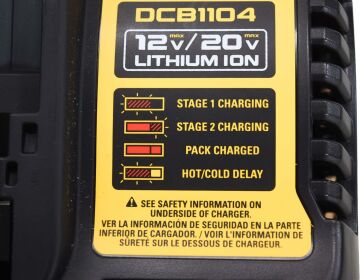 DCB1104
12V MAX / 20V MAX
LITHIUM ION
STAGE 1 CHARGING
STAGE 2 CHARGING
PACK CHARGED
HOT/COLD DELAY
SEE SAFETY INFORMATION ON
UNDERSIDE OF CHARGER.
VER LA INFORMACIÓN DE SEGURIDAD EN LA PARTE
INFERIOR DE CARGADOR. / VOIR L'INFORMATION DE
SÛRETÉ SUR LE DESSOUS DE CHARGEUR.